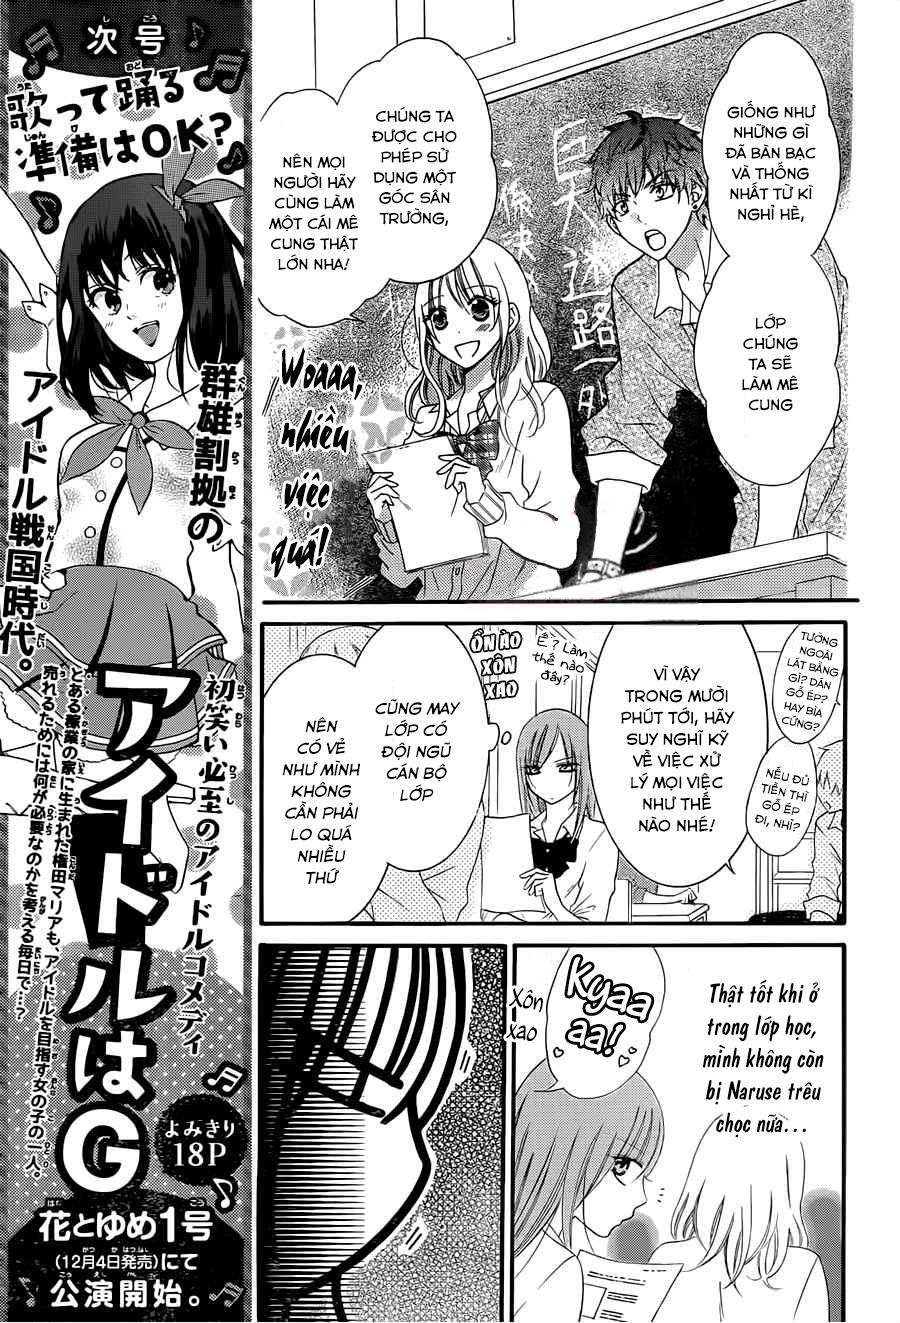 GIỐNG NHƯ
NHỮNG GÌ
ĐÃ BÀN BẠC
VÀ THỐNG
NHẤT TỪ KÌ
NGHỈ HÈ,
LỚP
CHÚNG
TA SẼ
LÀM MÊ
CUNG
CHÚNG TA
ĐƯỢC CHO
PHÉP SỬ
DỤNG MỘT
GÓC SÂN
TRƯỜNG,
NÊN MỌI
NGƯỜI HÃY
CÙNG LÀM
MỘT CÁI MÊ
CUNG THẬT
LỚN NHA!
巨大迷路
係決
Woaaa,
nhiều
việc
quá!
TƯỜNG
NGOÀI
LÁT BẰNG
GÌ? DÁN
GỖ ÉP?
HAY BÌA
CỨNG?
NẾU ĐỦ
TIỀN THÌ
GỖ ÉP
ĐI, NHỈ?
VÌ VẬY
TRONG MƯỜI
PHÚT TỚI, HÃY
SUY NGHĨ KỸ
VỀ VIỆC XỬ
LÝ MỌI VIỆC
NHƯ THẾ
NÀO NHÉ!
Ê? Làm
thế nào
đây?
ỒN ÀO
XÔN
XAO
CŨNG MAY
LỚP CÓ
ĐỘI NGŨ
CÁN BỘ
LỚP
NÊN
CÓ VẺ
NHƯ MÌNH
KHÔNG
CẦN PHẢI
LO QUÁ
NHIỀU
THỨ
Thật tốt khi ở
trong lớp học,
mình không còn
bị Naruse trêu
chọc nữa...
Kyaa
aa!
Xôn
xao
次号
歌って踊る
準備はOK?
群雄割拠の
アイドル戦国時代。
初笑い必至のアイドルコメディ
アイドルはG
とある稼業の家に生まれた権田マリアも、アイドルを目指す女の子の一人。
売れるためには何が必要なのかを考える毎日で…?
よみきり
18P
花とゆめ1号
(12月4日発売)にて
公演開始。